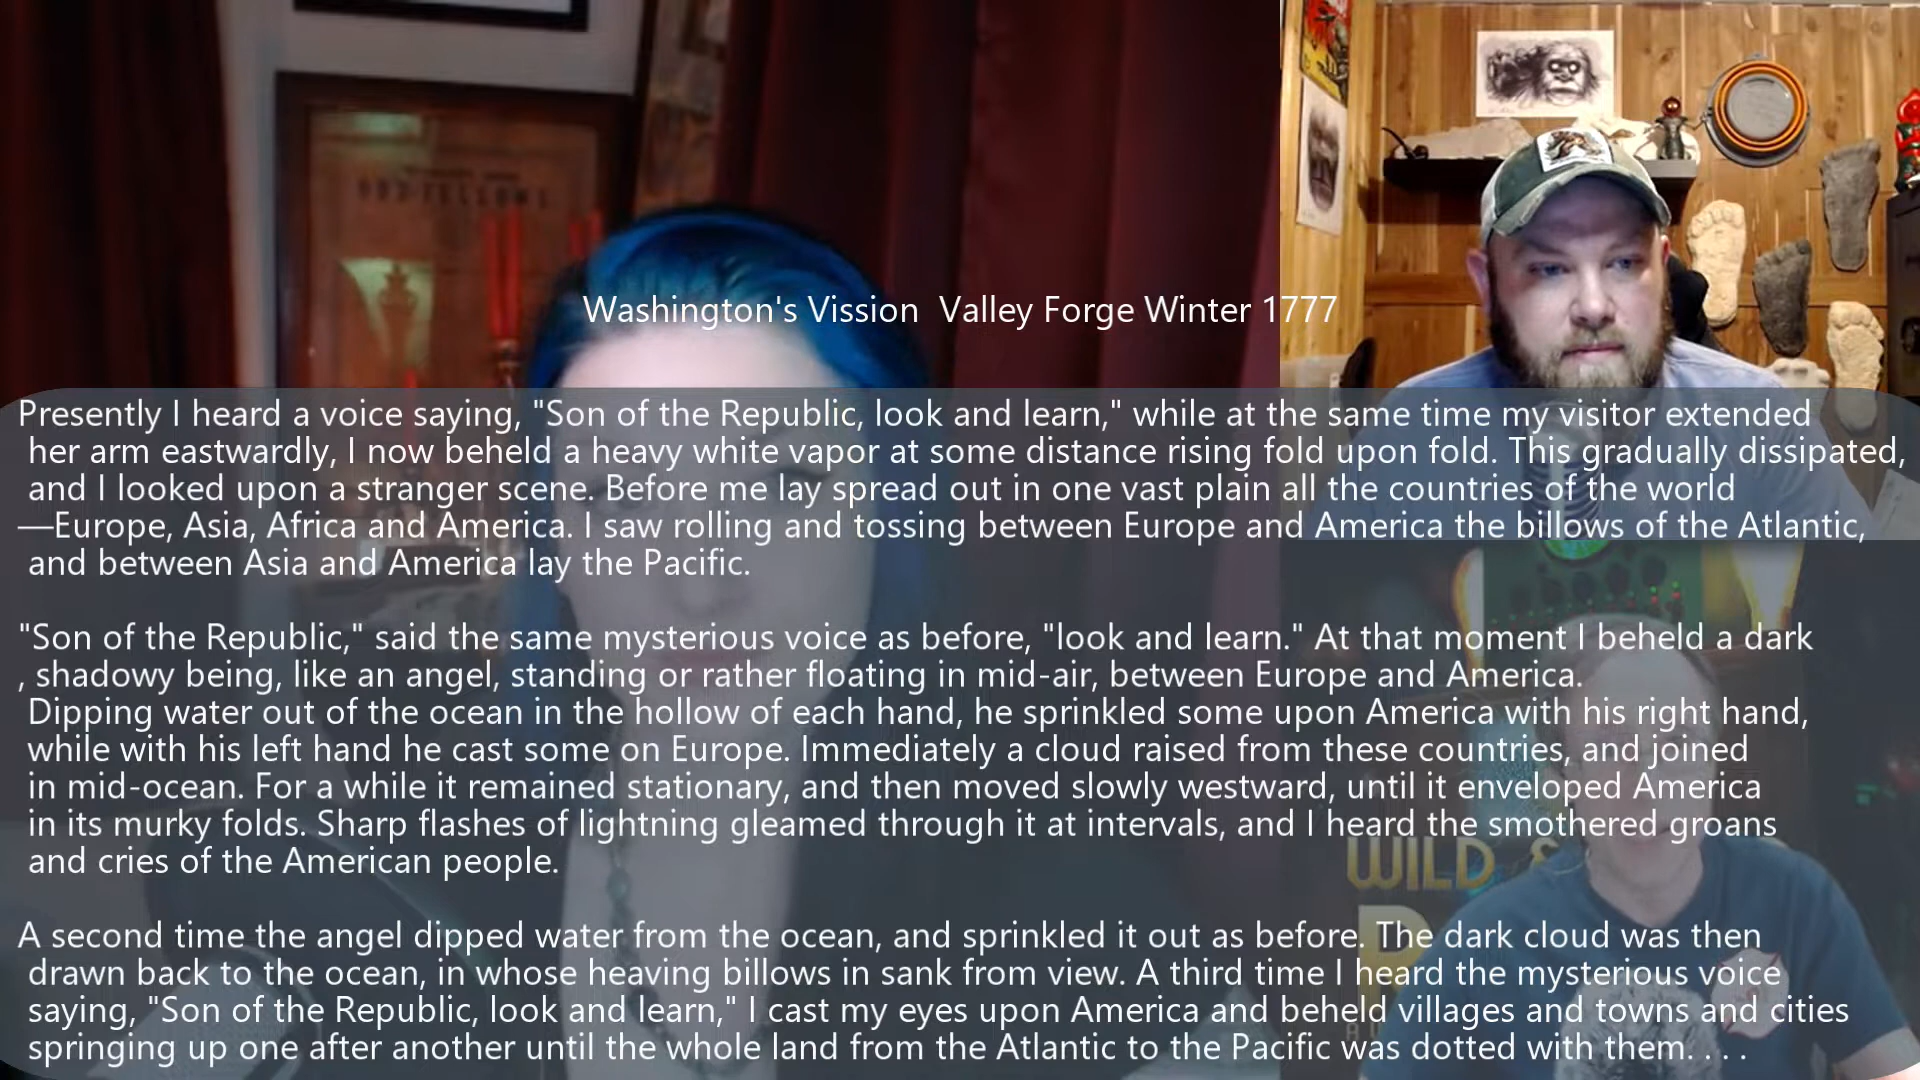 ODD FELLOWS
Washington's Vission  Valley Forge Winter 1777
Presently I heard a voice saying, "Son of the Republic, look and learn," while at the same time my visitor extended
her arm eastwardly, I now beheld a heavy white vapor at some distance rising fold upon fold. This gradually dissipated,
and I looked upon a stranger scene. Before me lay spread out in one vast plain all the countries of the world
—Europe, Asia, Africa and America. I saw rolling and tossing between Europe and America the billows of the Atlantic,
and between Asia and America lay the Pacific.
"Son of the Republic," said the same mysterious voice as before, "look and learn." At that moment I beheld a dark
, shadowy being, like an angel, standing or rather floating in mid-air, between Europe and America.
Dipping water out of the ocean in the hollow of each hand, he sprinkled some upon America with his right hand,
while with his left hand he cast some on Europe. Immediately a cloud raised from these countries, and joined
in mid-ocean. For a while it remained stationary, and then moved slowly westward, until it enveloped America
in its murky folds. Sharp flashes of lightning gleamed through it at intervals, and I heard the smothered groans
and cries of the American people.
A second time the angel dipped water from the ocean, and sprinkled it out as before. The dark cloud was then
drawn back to the ocean, in whose heaving billows in sank from view. A third time I heard the mysterious voice
saying, "Son of the Republic, look and learn," I cast my eyes upon America and beheld villages and towns and cities
springing up one after another until the whole land from the Atlantic to the Pacific was dotted with them. . . .
WILD &